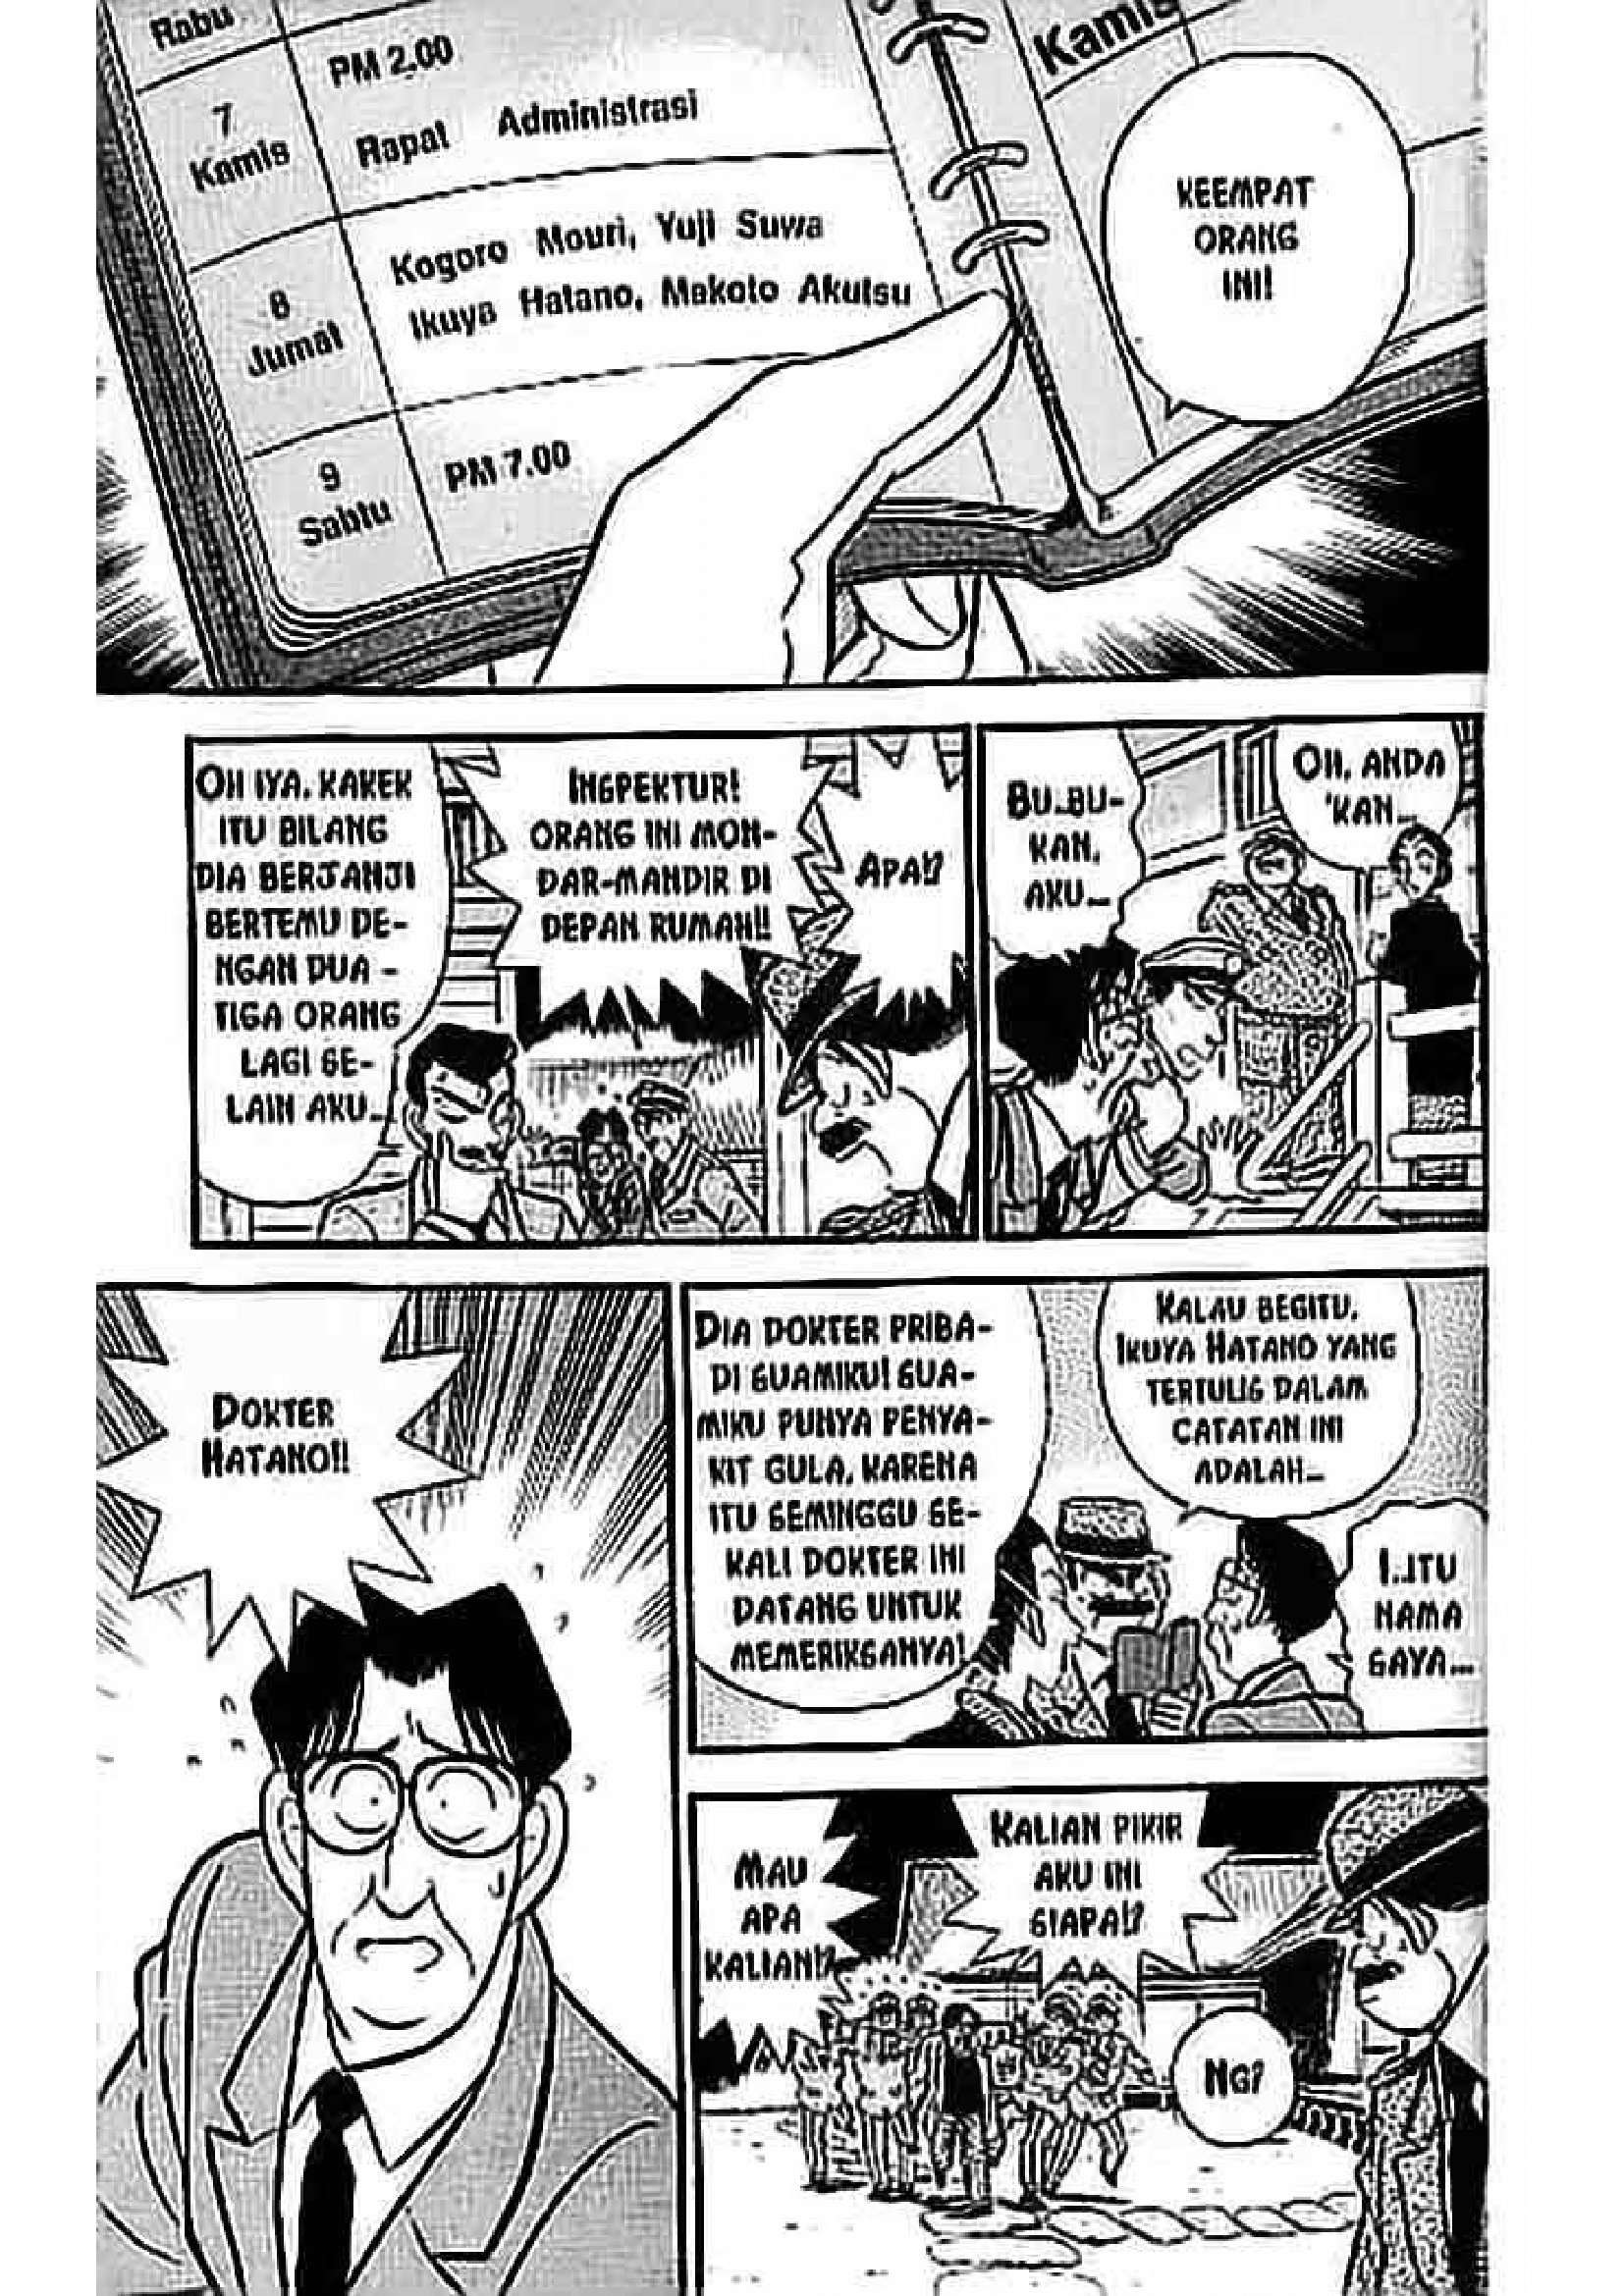 Rabu
7
Kamis
PM 2.00
Rapat Administrasi
8
Jumat
Kogoro Mouri, Yuji Suwa
Ikuya Hatano, Makoto Akutsu
9
Sabtu
PM 7.00
Kamis
KEEMPAT
ORANG
INI!
OH, ANDA
'KAN...
BU..BU-
KAN,
AKU...
APA!?
INSPEKTUR!
ORANG INI MON-
DAR-MANDIR DI
DEPAN RUMAH!!
OH IYA, KAKEK
ITU BILANG
DIA BERJANJI
BERTEMU DE-
NGAN DUA -
TIGA ORANG
LAGI SE-
LAIN AKU...
DOKTER
HATANO!!
KALAU BEGITU,
IKUYA HATANO YANG
TERTULIS DALAM
CATATAN INI
ADALAH...
I..ITU
NAMA
SAYA...
DIA DOKTER PRIBA-
DI SUAMIKU! SUA-
MIKU PUNYA PENYA-
KIT GULA, KARENA
ITU SEMINGGU SE-
KALI DOKTER INI
DATANG UNTUK
MEMERIKSANYA!
KALIAN PIKIR
AKU INI
SIAPA!?
MAU
APA
KALIAN!?
NG?